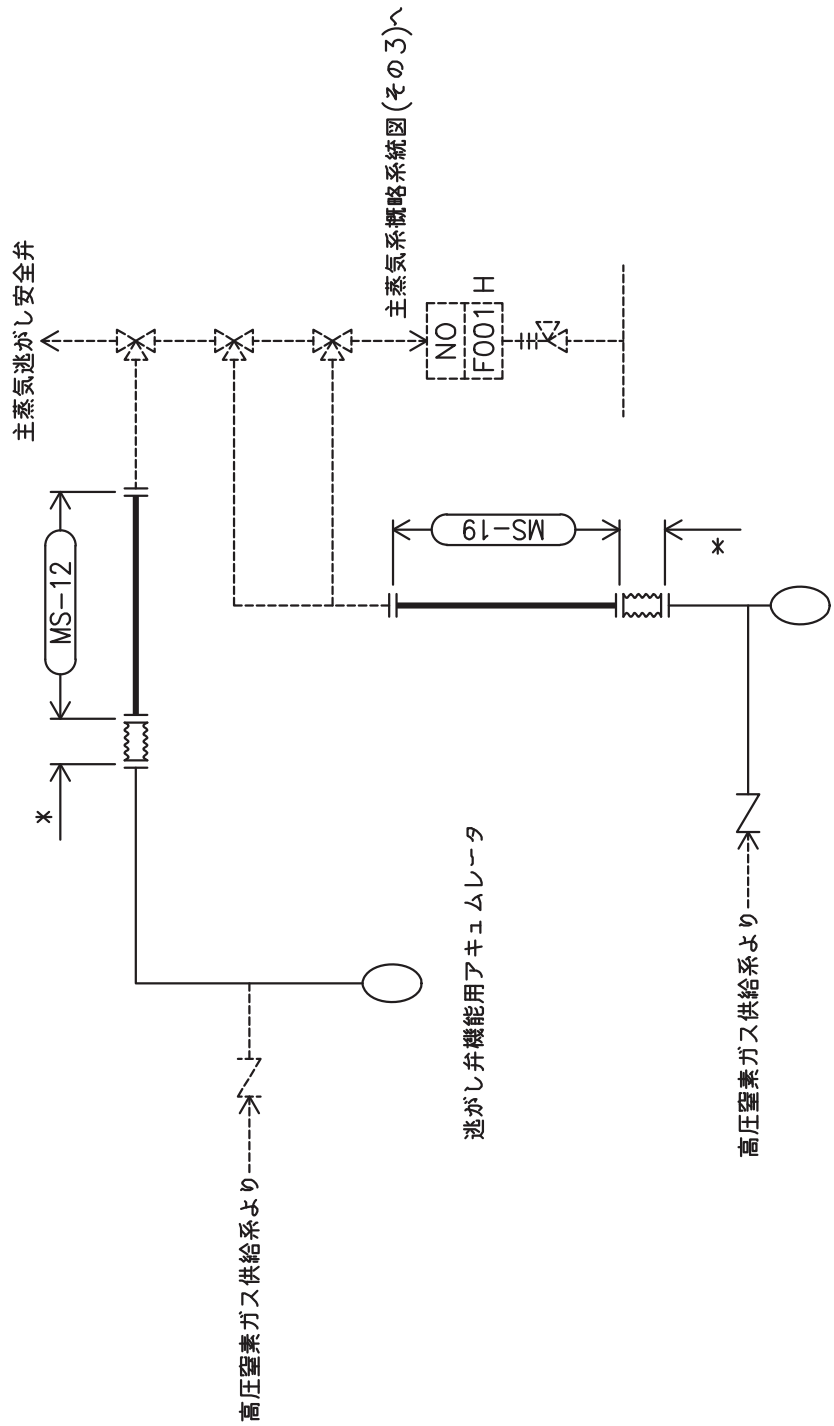 主蒸気逃がし安全弁
MS-12
*
主蒸気系概略系統図(その3)へ
NO
F001
H
MS-19
*
逃がし弁機能用アキュムレータ
高圧窒素ガス供給系より
高圧窒素ガス供給系より